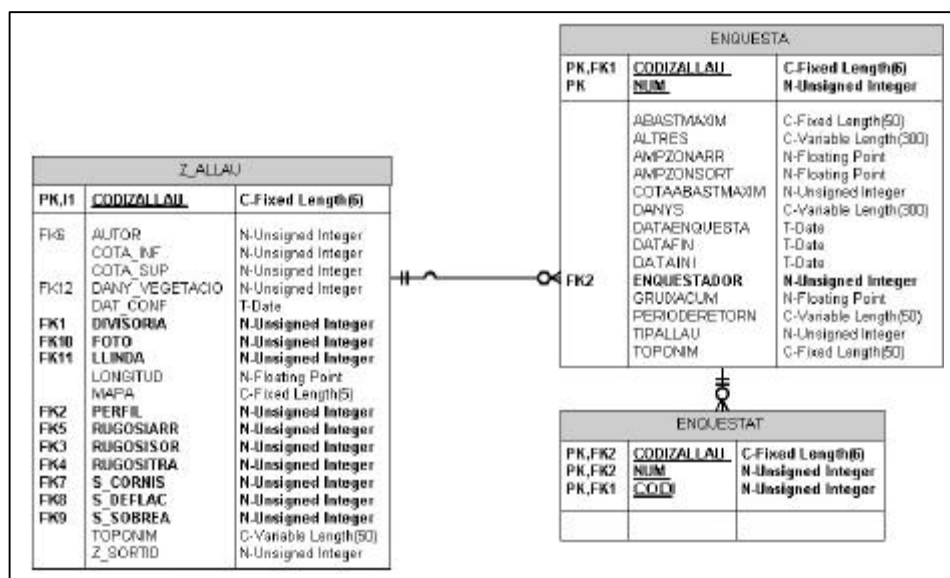 Z_ALLAU
PK,I1 CODIZALLAU C-Fixed Length(6)
FK6 AUTOR N-Unsigned Integer
COTA_INF N-Unsigned Integer
COTA_SUP N-Unsigned Integer
FK12 DANY_VEGETACIO N-Unsigned Integer
DAT_CONF T-Date
FK1 DIVISORIA N-Unsigned Integer
FK10 FOTO N-Unsigned Integer
FK11 LLINDA N-Unsigned Integer
LONGITUD N-Floating Point
MAPA C-Fixed Length(5)
FK2 PERFIL N-Unsigned Integer
FK5 RUGOSIARR N-Unsigned Integer
FK3 RUGOSISOR N-Unsigned Integer
FK4 RUGOSITRA N-Unsigned Integer
FK7 S_CORNIS N-Unsigned Integer
FK8 S_DEFLAC N-Unsigned Integer
FK9 S_SOBREA N-Unsigned Integer
TOPONIM C-Variable Length(50)
Z_SORTID N-Unsigned Integer
ENQUESTA
PK,FK1 CODIZALLAU C-Fixed Length(6)
PK NUM N-Unsigned Integer
ABASTMAXIM C-Fixed Length(50)
ALTRES C-Variable Length(300)
AMPZONARR N-Floating Point
AMPZONSORT N-Floating Point
COTAABASTMAXIM N-Unsigned Integer
DANYS C-Variable Length(300)
DATAENQUESTA T-Date
DATAFIN T-Date
DATAINI T-Date
FK2 ENQUESTADOR N-Unsigned Integer
GRUIXACUM N-Floating Point
PERIODERETORN C-Variable Length(50)
TIPALLAU N-Unsigned Integer
TOPONIM C-Fixed Length(50)
ENQUESTAT
PK,FK2 CODIZALLAU C-Fixed Length(6)
PK,FK2 NUM N-Unsigned Integer
PK,FK1 CODI N-Unsigned Integer